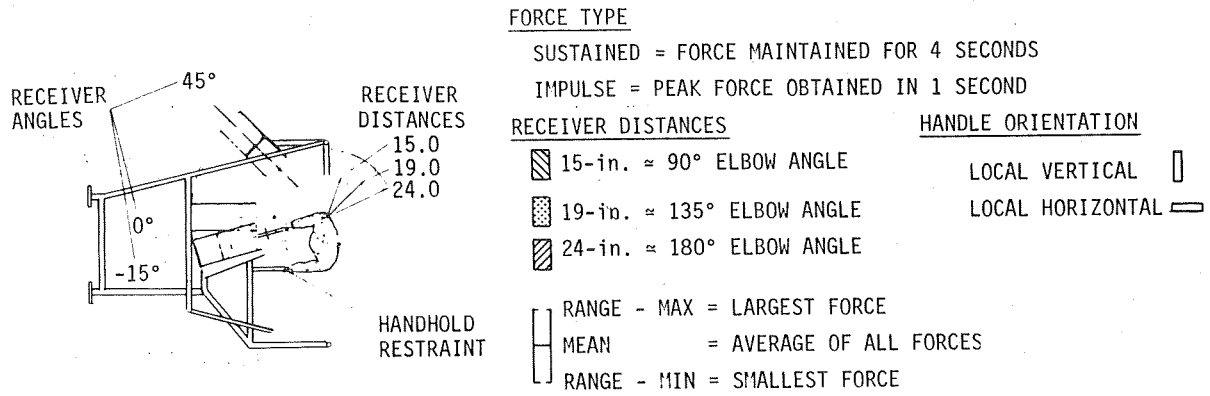 FORCE TYPE
SUSTAINED = FORCE MAINTAINED FOR 4 SECONDS
IMPULSE = PEAK FORCE OBTAINED IN 1 SECOND
RECEIVER ANGLES
45°
0°
-15°
RECEIVER DISTANCES
15.0
19.0
24.0
HANDHOLD RESTRAINT
RECEIVER DISTANCES
15-in. ≃ 90° ELBOW ANGLE
19-in. ≃ 135° ELBOW ANGLE
24-in. ≃ 180° ELBOW ANGLE
HANDLE ORIENTATION
LOCAL VERTICAL
LOCAL HORIZONTAL
RANGE - MAX = LARGEST FORCE
MEAN = AVERAGE OF ALL FORCES
RANGE - MIN = SMALLEST FORCE